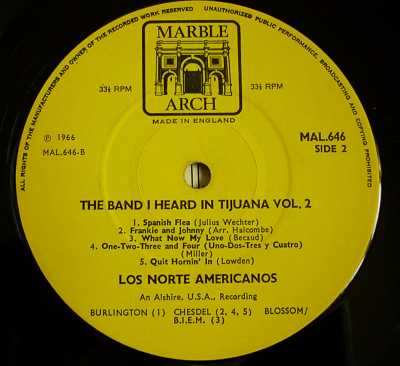 ALL RIGHTS OF THE MANUFACTURERS AND OWNER OF THE RECORDED WORK RESERVED
UNAUTHORISED PUBLIC PERFORMANCE, BROADCASTING AND COPYING PROHIBITED
MARBLE
ARCH
33⅓ RPM
33⅓ RPM
MADE IN ENGLAND
Ⓟ 1966
MAL.646-B
MAL.646
SIDE 2
THE BAND I HEARD IN TIJUANA VOL, 2
1. Spanish Flea (Julius Wechter)
2. Frankie and Johnny (Arr. Halcombe)
3. What Now My Love (Becaud)
4. One-Two-Three and Four (Uno-Dos-Tres y Cuatro)
(Miller)
5. Quit Hornin' In (Lowden)
LOS NORTE AMERICANOS
An Alshire, U.S.A., Recording
BURLINGTON (1) CHESDEL (2, 4, 5) BLOSSOM/
B.I.E.M. (3)